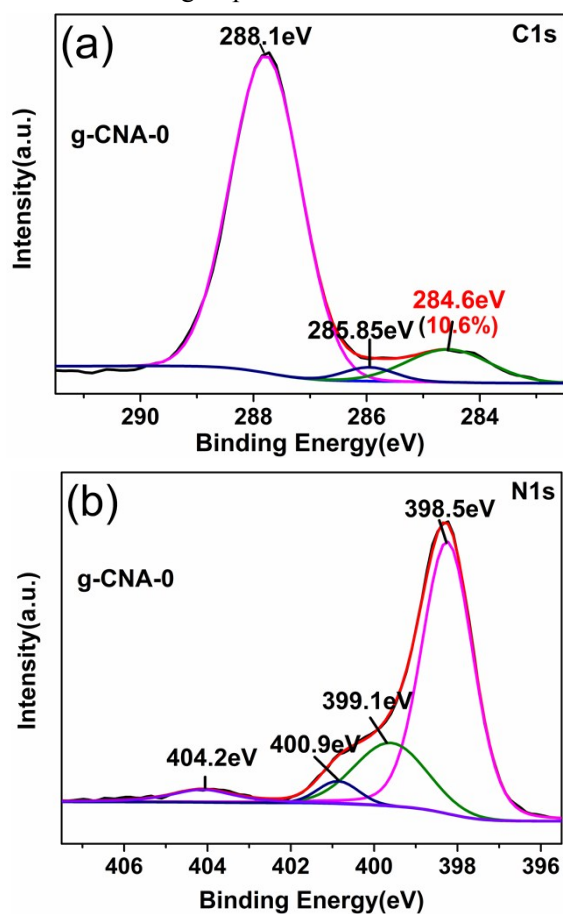 (a)
C1s
288.1eV
g-CNA-0
284.6eV
285.85eV
(10.6%)
Intensity(a.u.)
290 288 286 284
Binding Energy(eV)
(b)
N1s
398.5eV
g-CNA-0
399.1eV
400.9eV
404.2eV
Intensity(a.u.)
406 404 402 400 398 396
Binding Energy(eV)